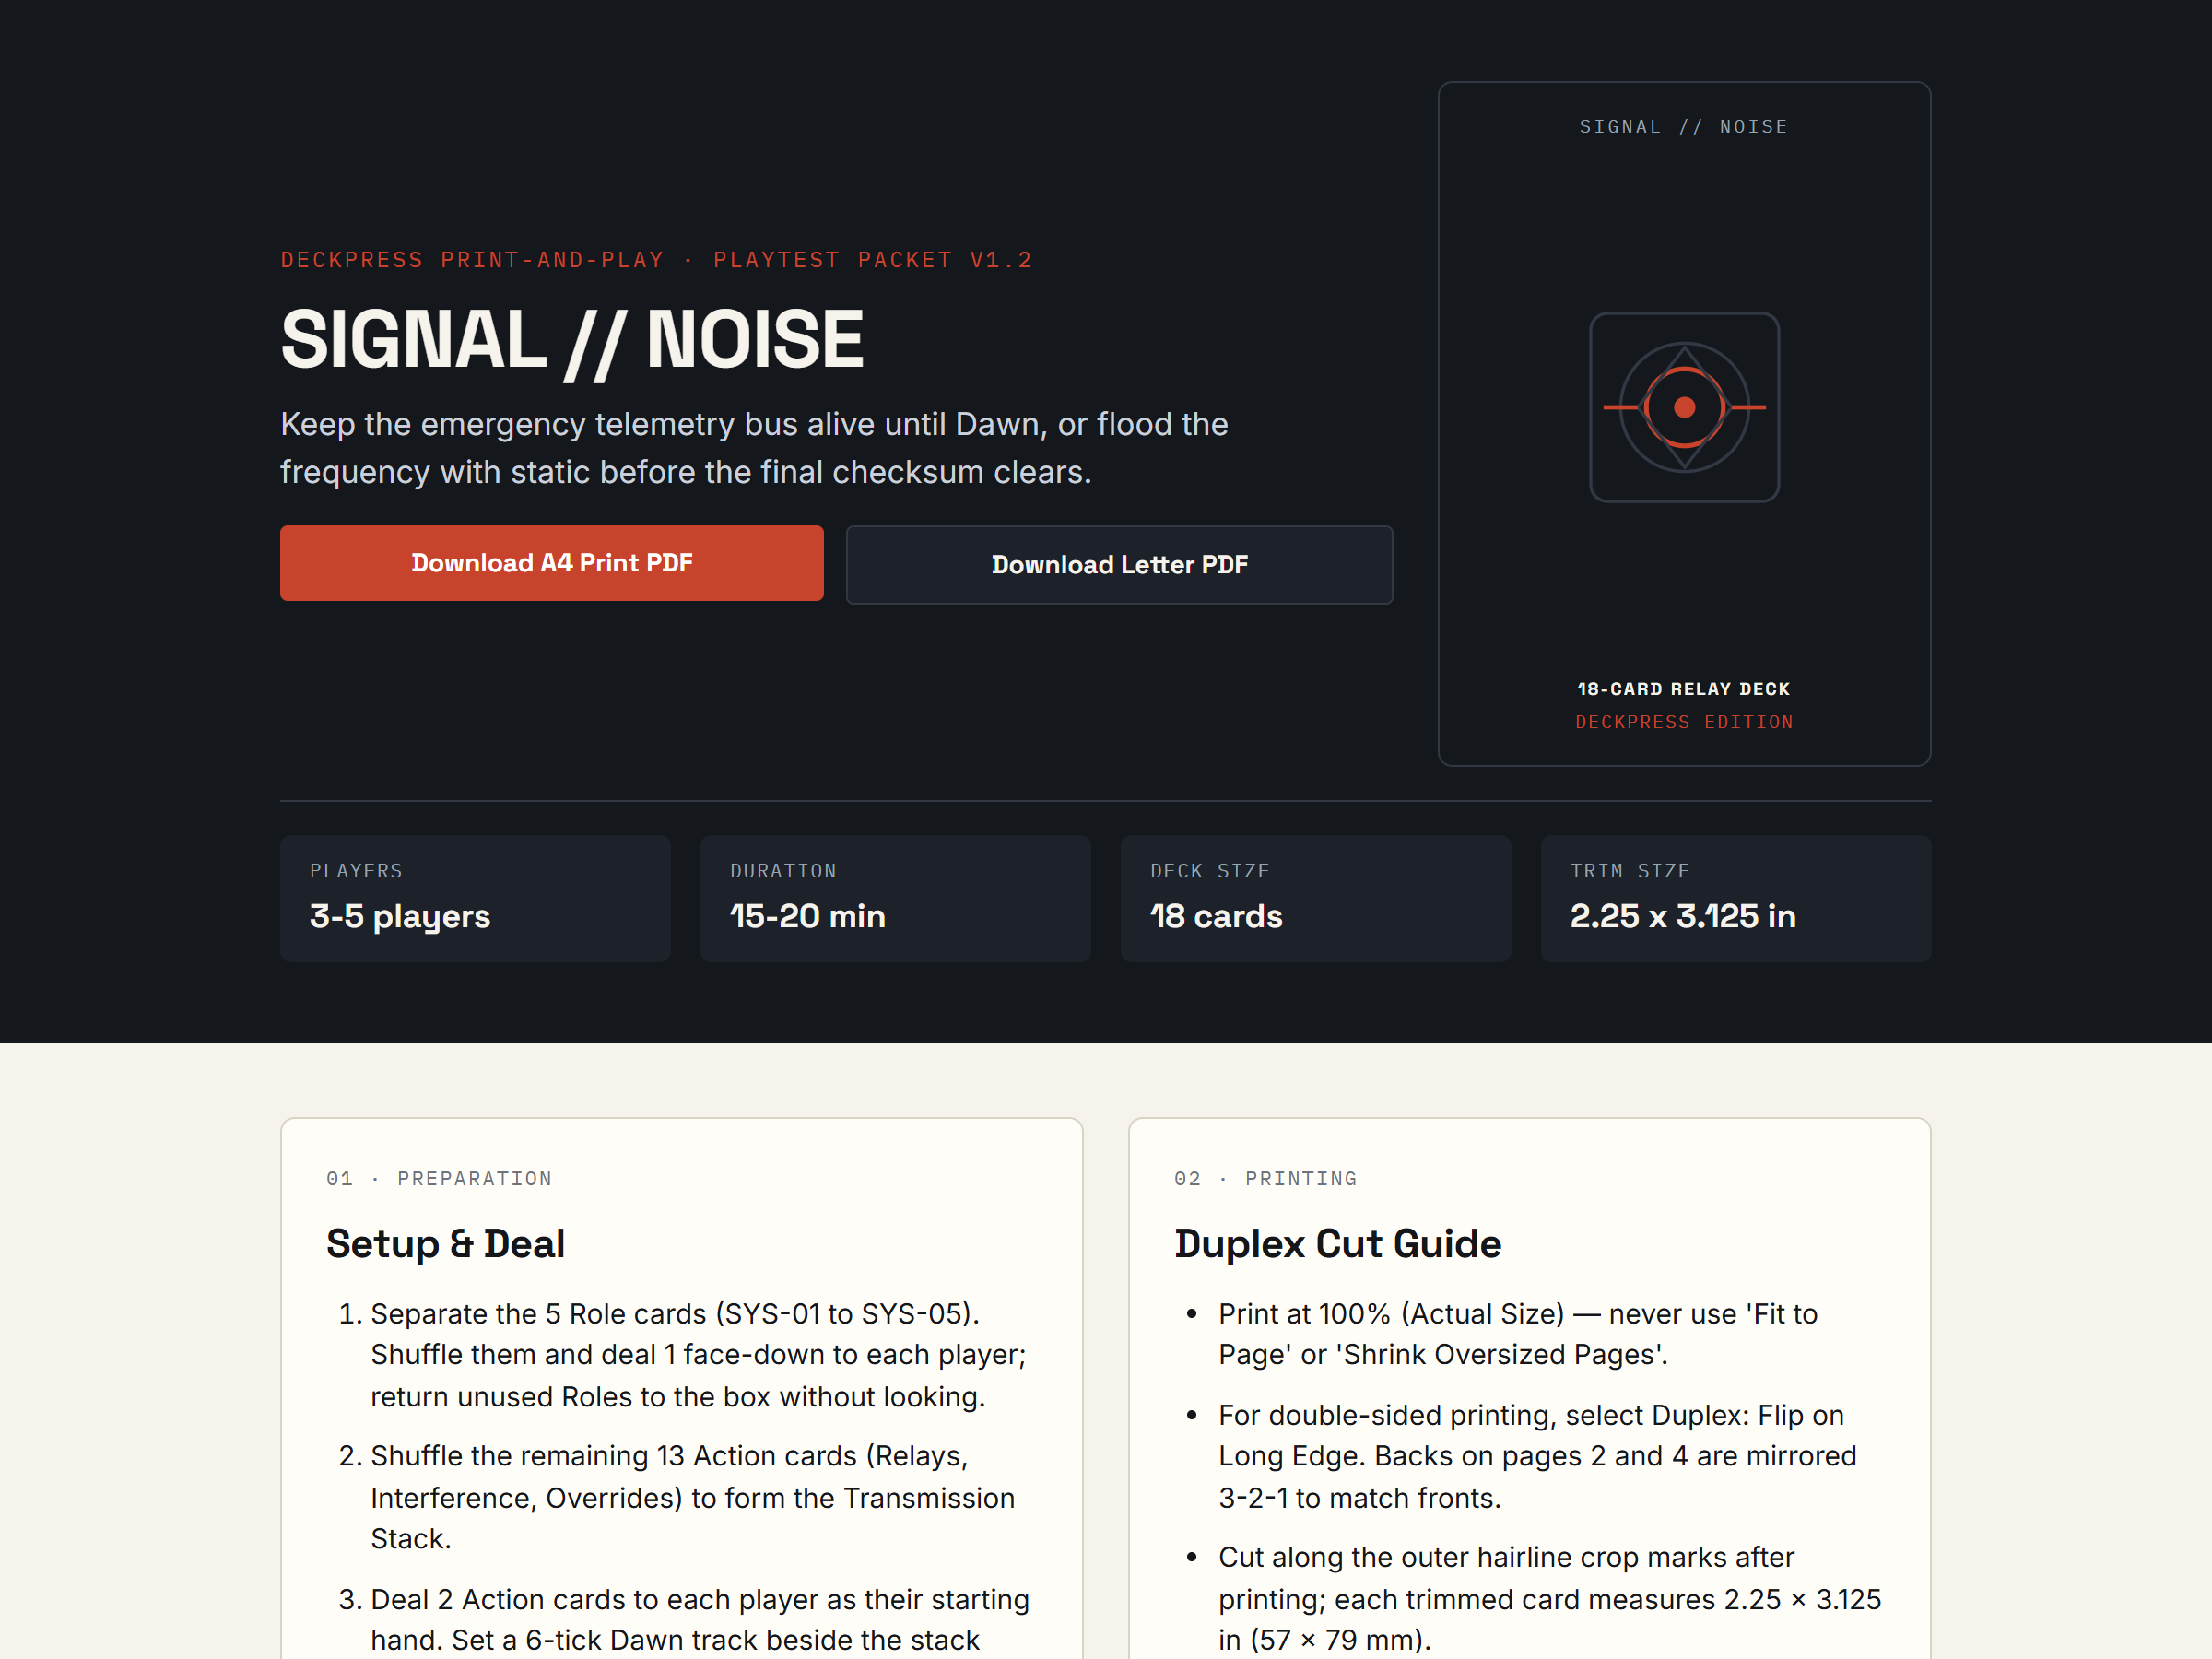 DECKPRESS PRINT-AND-PLAY · PLAYTEST PACKET V1.2
SIGNAL // NOISE
Keep the emergency telemetry bus alive until Dawn, or flood the
frequency with static before the final checksum clears.
Download A4 Print PDF
Download Letter PDF
SIGNAL // NOISE
18-CARD RELAY DECK
DECKPRESS EDITION
PLAYERS
3-5 players
DURATION
15-20 min
DECK SIZE
18 cards
TRIM SIZE
2.25 x 3.125 in
01 · PREPARATION
Setup & Deal
1. Separate the 5 Role cards (SYS-01 to SYS-05).
Shuffle them and deal 1 face-down to each player;
return unused Roles to the box without looking.
2. Shuffle the remaining 13 Action cards (Relays,
Interference, Overrides) to form the Transmission
Stack.
3. Deal 2 Action cards to each player as their starting
hand. Set a 6-tick Dawn track beside the stack
02 · PRINTING
Duplex Cut Guide
• Print at 100% (Actual Size) — never use 'Fit to
Page' or 'Shrink Oversized Pages'.
• For double-sided printing, select Duplex: Flip on
Long Edge. Backs on pages 2 and 4 are mirrored
3-2-1 to match fronts.
• Cut along the outer hairline crop marks after
printing; each trimmed card measures 2.25 × 3.125
in (57 × 79 mm).